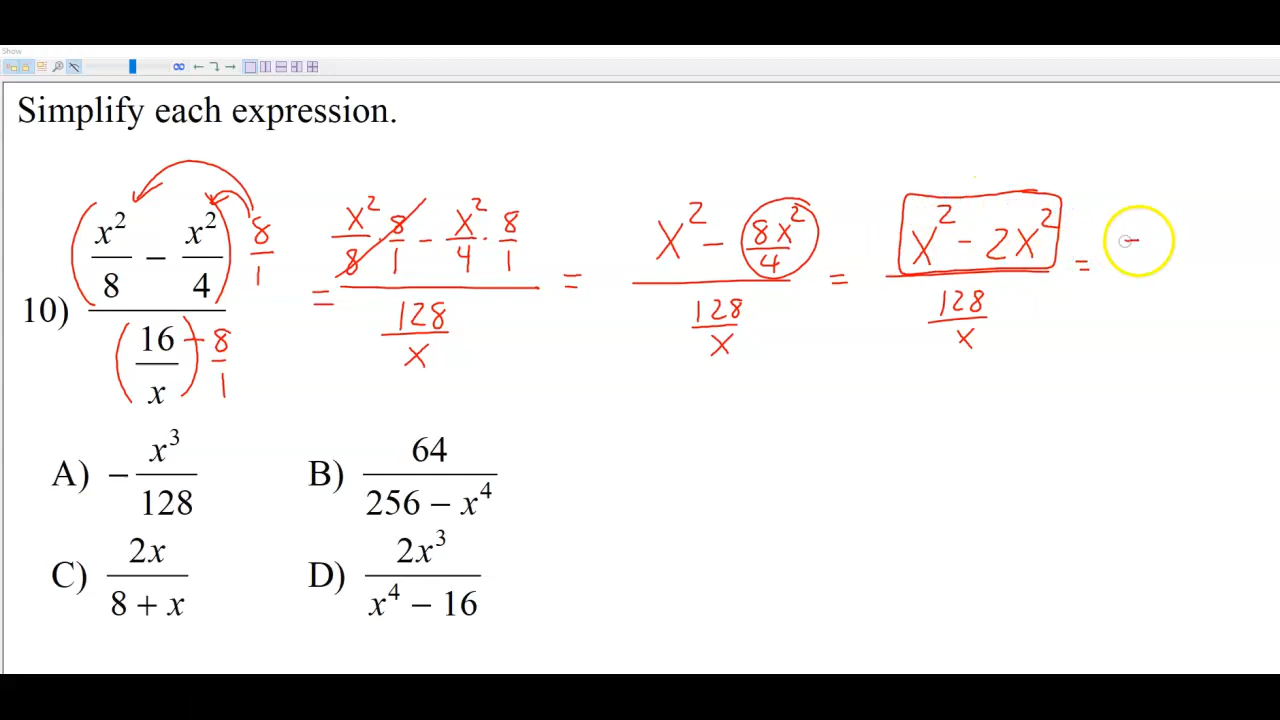 Show
Simplify each expression.
10) (x²/8 − x²/4) 8/1 / (16/x) 8/1 = x²/8 · 8/1 − x²/4 · 8/1 / 128/x = x² − 8x²/4 / 128/x = x² − 2x² / 128/x = −
A) − x³/128 B) 64/(256 − x⁴)
C) 2x/(8 + x) D) 2x³/(x⁴ − 16)